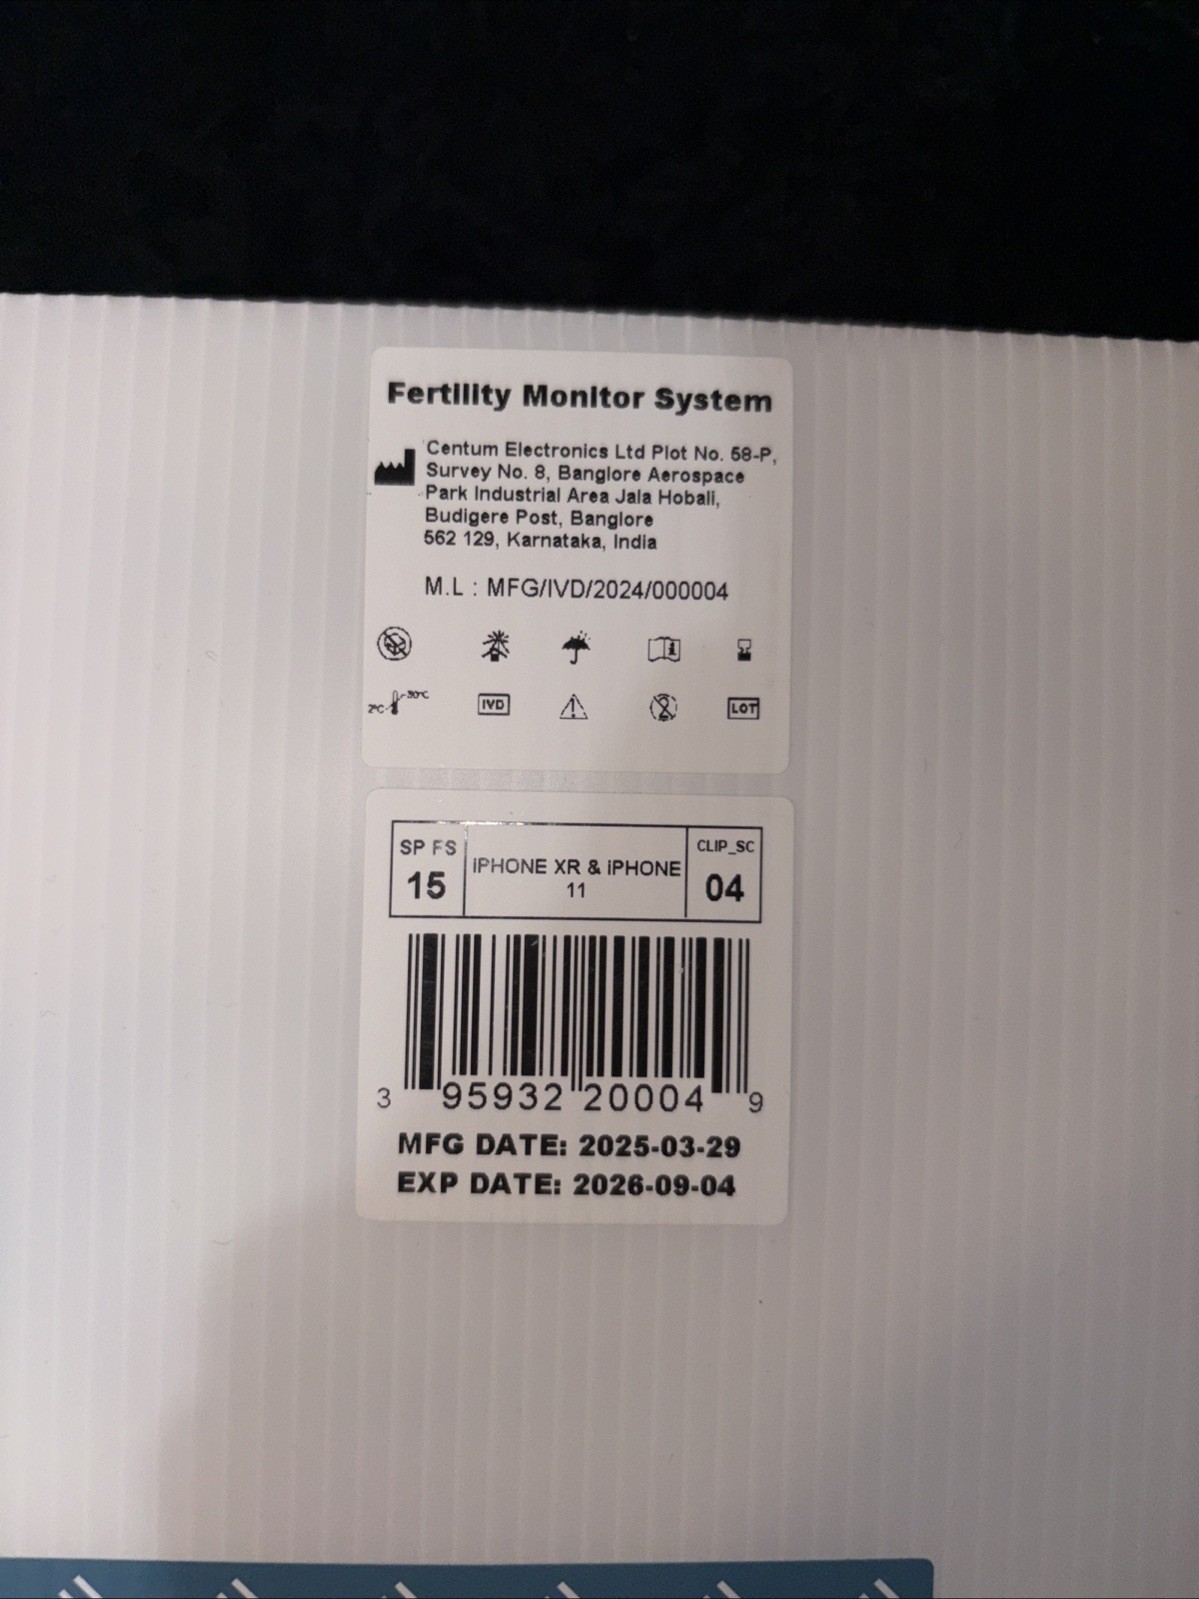 Fertility Monitor System
Centum Electronics Ltd Plot No. 58-P,
Survey No. 8, Banglore Aerospace
Park Industrial Area Jala Hobali,
Budigere Post, Banglore
562 129, Karnataka, India
M.L : MFG/IVD/2024/000004
2°C 30°C
IVD
2
LOT
SP FS
15
iPHONE XR & iPHONE
11
CLIP_SC
04
3 95932 20004 9
MFG DATE: 2025-03-29
EXP DATE: 2026-09-04